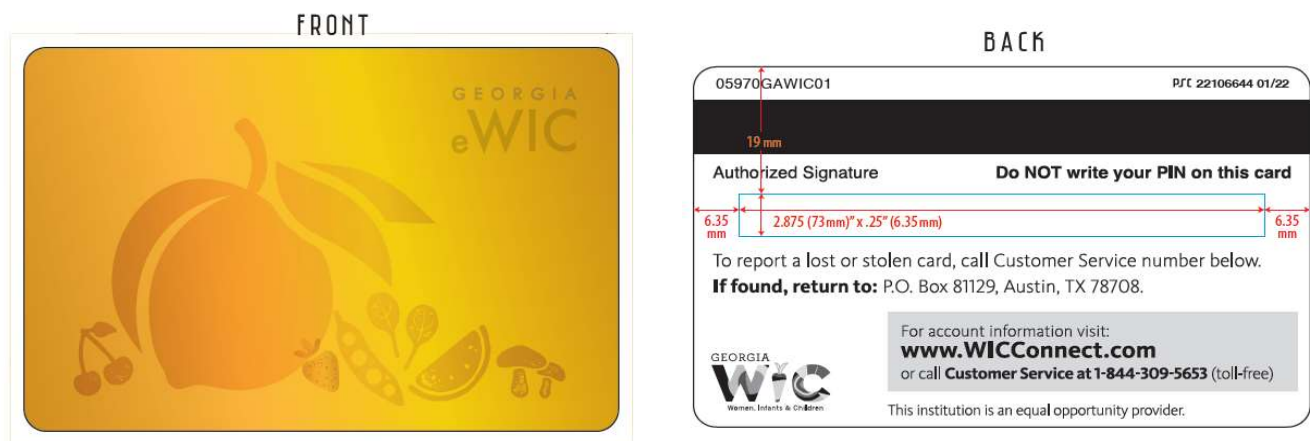 FRONT
GEORGIA
eWIC
BACK
05970GAWIC01
PSC 22106644 01/22
19 mm
Authorized Signature
Do NOT write your PIN on this card
6.35
mm
2.875 (73mm)" x .25" (6.35mm)
6.35
mm
To report a lost or stolen card, call Customer Service number below.
If found, return to: P.O. Box 81129, Austin, TX 78708.
For account information visit:
www.WICConnect.com
or call Customer Service at 1-844-309-5653 (toll-free)
GEORGIA
WIC
Women, Infants & Children
This institution is an equal opportunity provider.